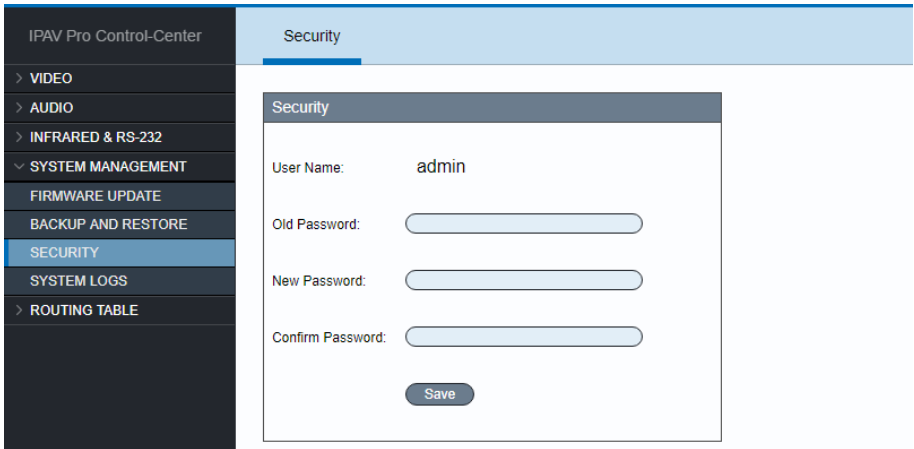 IPAV Pro Control-Center
Security
VIDEO
AUDIO
INFRARED & RS-232
SYSTEM MANAGEMENT
FIRMWARE UPDATE
BACKUP AND RESTORE
SECURITY
SYSTEM LOGS
ROUTING TABLE
Security
User Name: admin
Old Password:
New Password:
Confirm Password:
Save